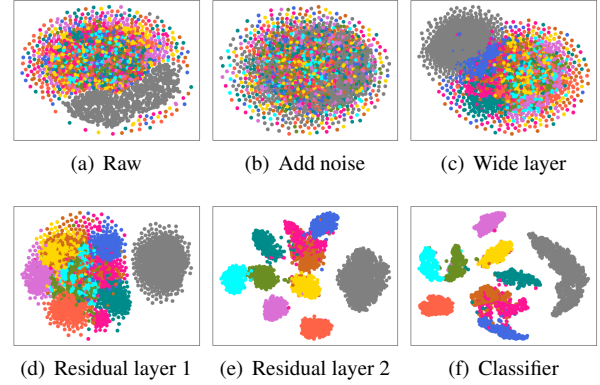 (a) Raw
(b) Add noise
(c) Wide layer
(d) Residual layer 1
(e) Residual layer 2
(f) Classifier